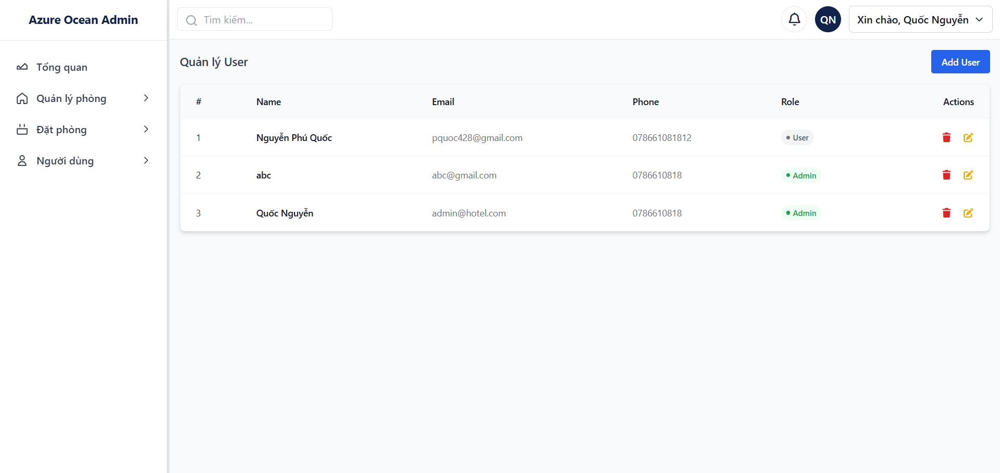 Azure Ocean Admin
Tìm kiếm...
QN
Xin chào, Quốc Nguyễn
Tổng quan
Quản lý phòng
Đặt phòng
Người dùng
Quản lý User
Add User
# Name Email Phone Role Actions
1 Nguyễn Phú Quốc pquoc428@gmail.com 078661081812 User
2 abc abc@gmail.com 0786610818 Admin
3 Quốc Nguyễn admin@hotel.com 0786610818 Admin